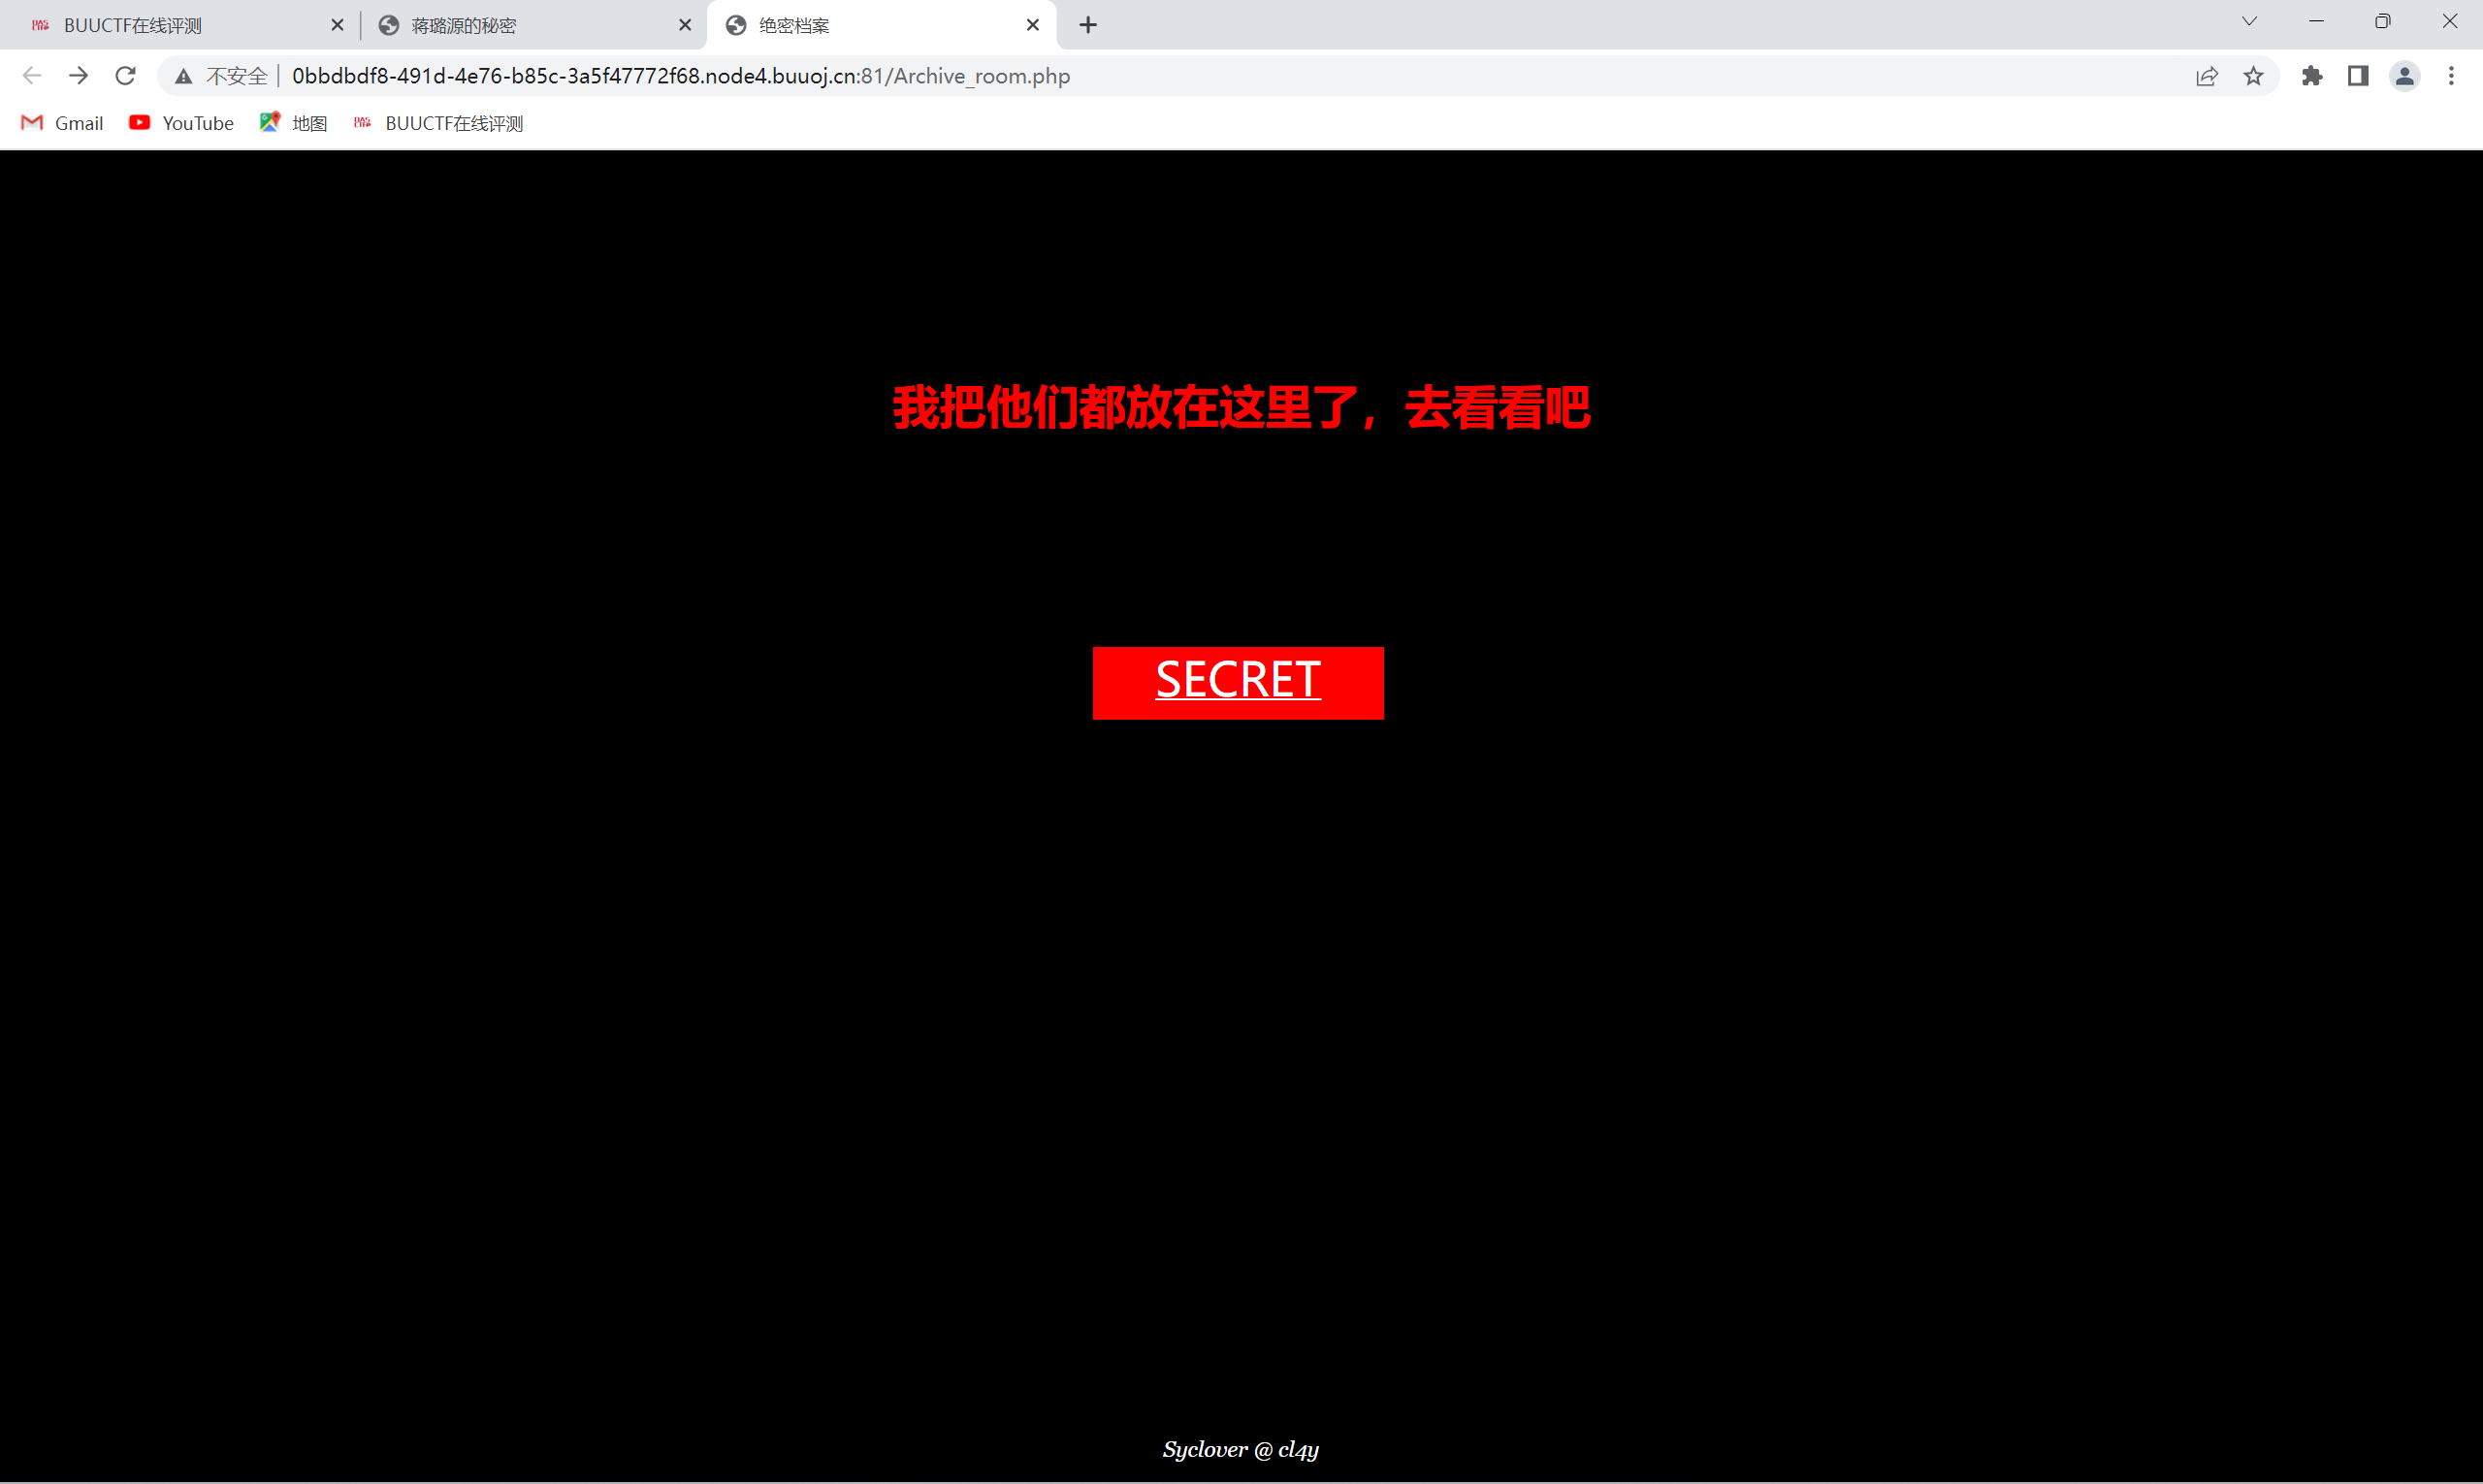 BUUCTF在线评测
蒋璐源的秘密
绝密档案
不安全 0bbdbdf8-491d-4e76-b85c-3a5f47772f68.node4.buuoj.cn:81/Archive_room.php
Gmail YouTube 地图 BUUCTF在线评测
我把他们都放在这里了，去看看吧
SECRET
Syclover @ cl4y